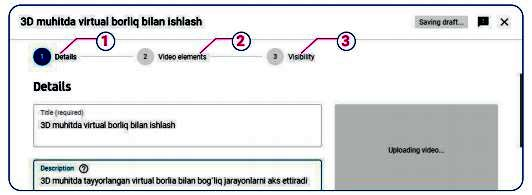 3D muhitda virtual borliq bilan ishlash
Saving draft...
1 2 3
1 Details 2 Video elements 3 Visibility
Details
Title (required)
3D muhitda virtual borliq bilan ishlash
Uploading video...
Description ?
3D muhitda tayyorlangan virtual borlia bilan bog'liq jarayonlarni aks ettiradi